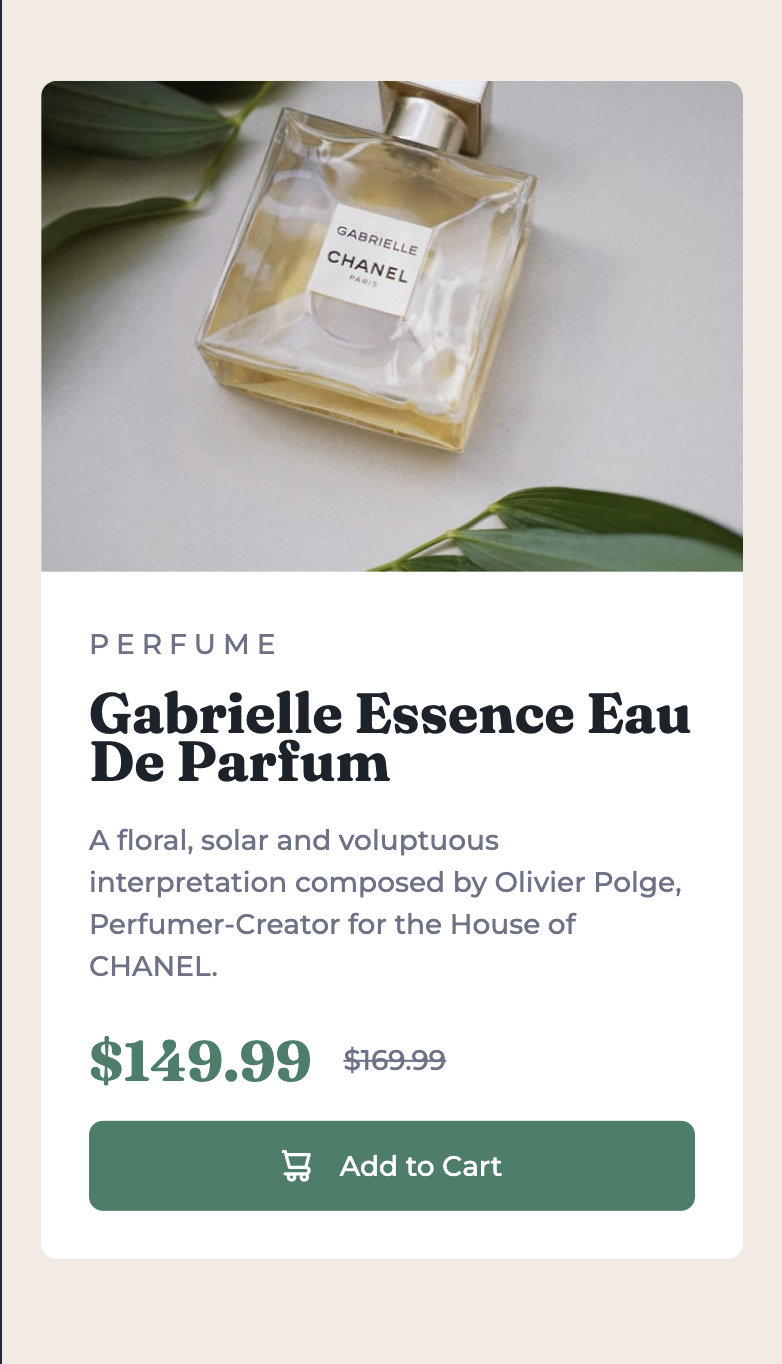 GABRIELLE
CHANEL
PARIS
PERFUME
Gabrielle Essence Eau
De Parfum
A floral, solar and voluptuous
interpretation composed by Olivier Polge,
Perfumer-Creator for the House of
CHANEL.
$149.99 $169.99
Add to Cart